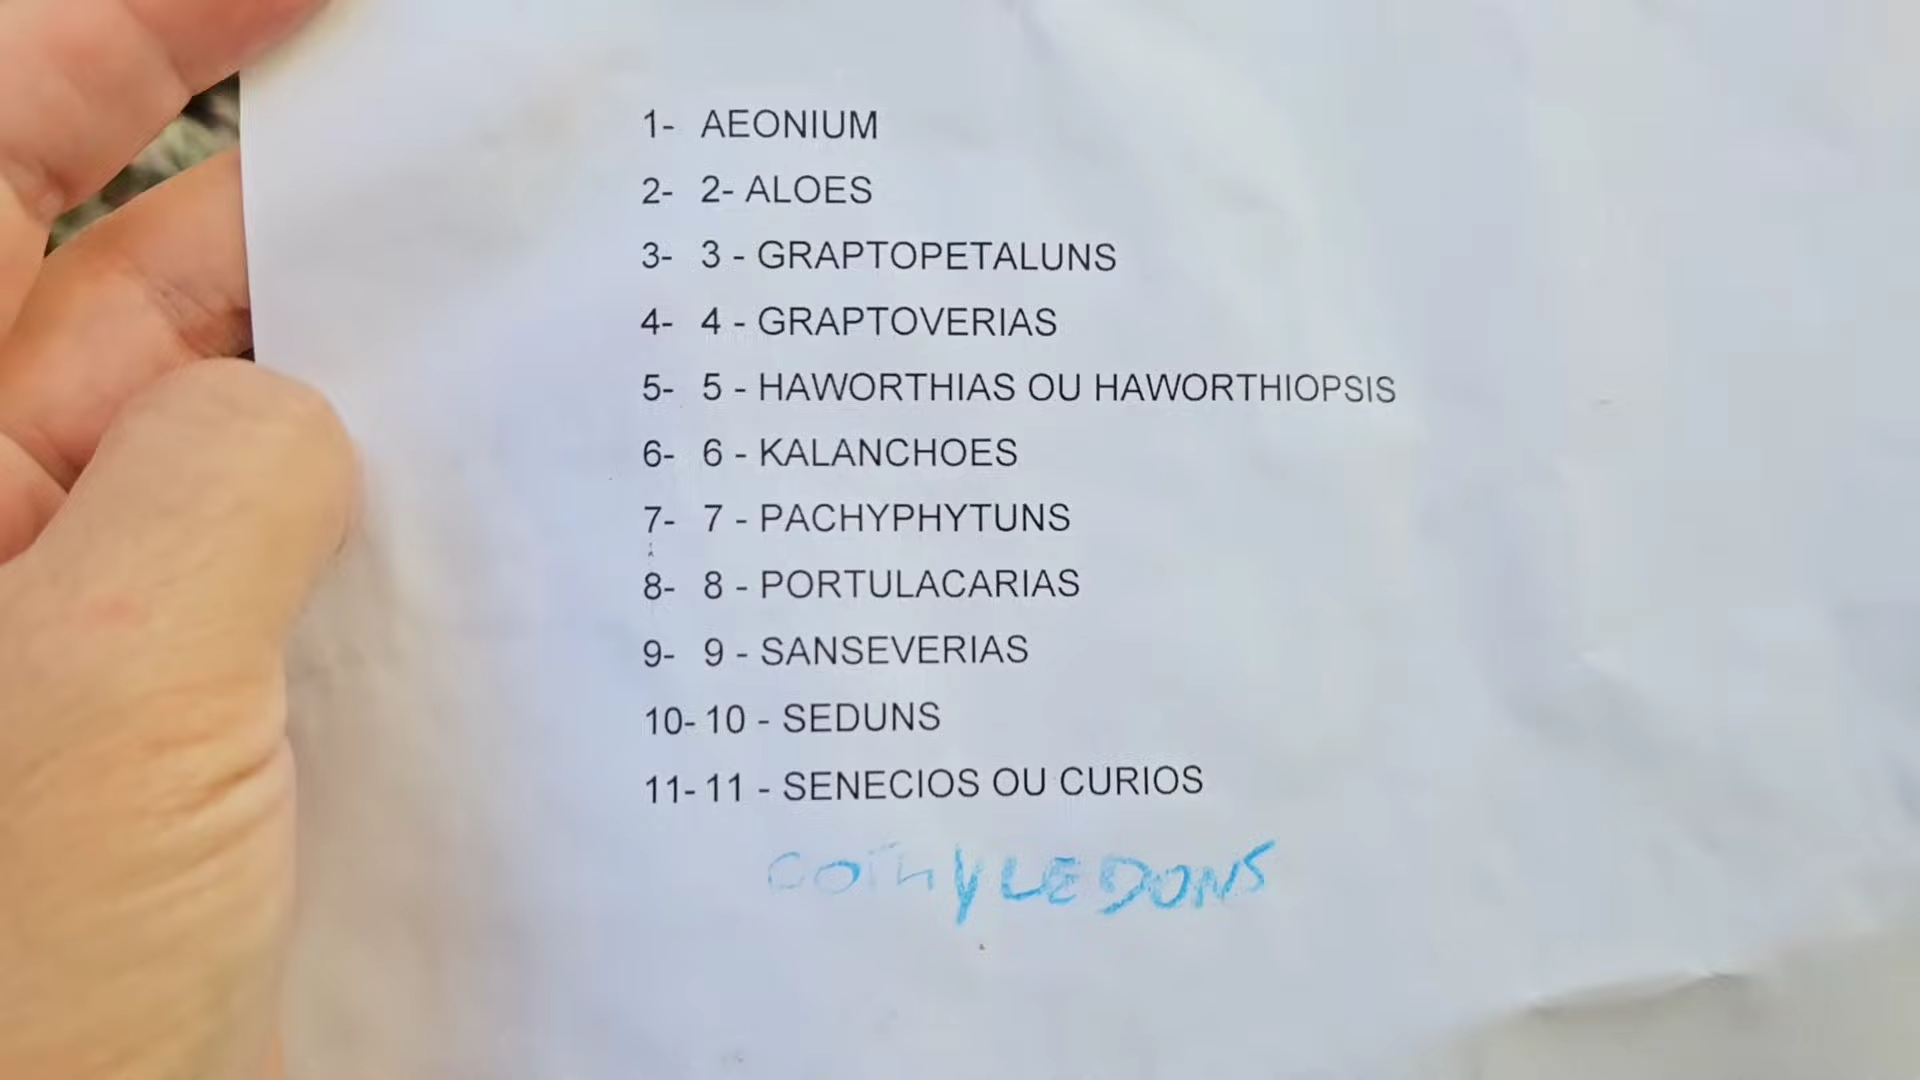 1- AEONIUM
2- 2- ALOES
3- 3 - GRAPTOPETALUNS
4- 4 - GRAPTOVERIAS
5- 5 - HAWORTHIAS OU HAWORTHIOPSIS
6- 6 - KALANCHOES
7- 7 - PACHYPHYTUNS
8- 8 - PORTULACARIAS
9- 9 - SANSEVERIAS
10- 10 - SEDUNS
11- 11 - SENECIOS OU CURIOS
COThYLEDONS